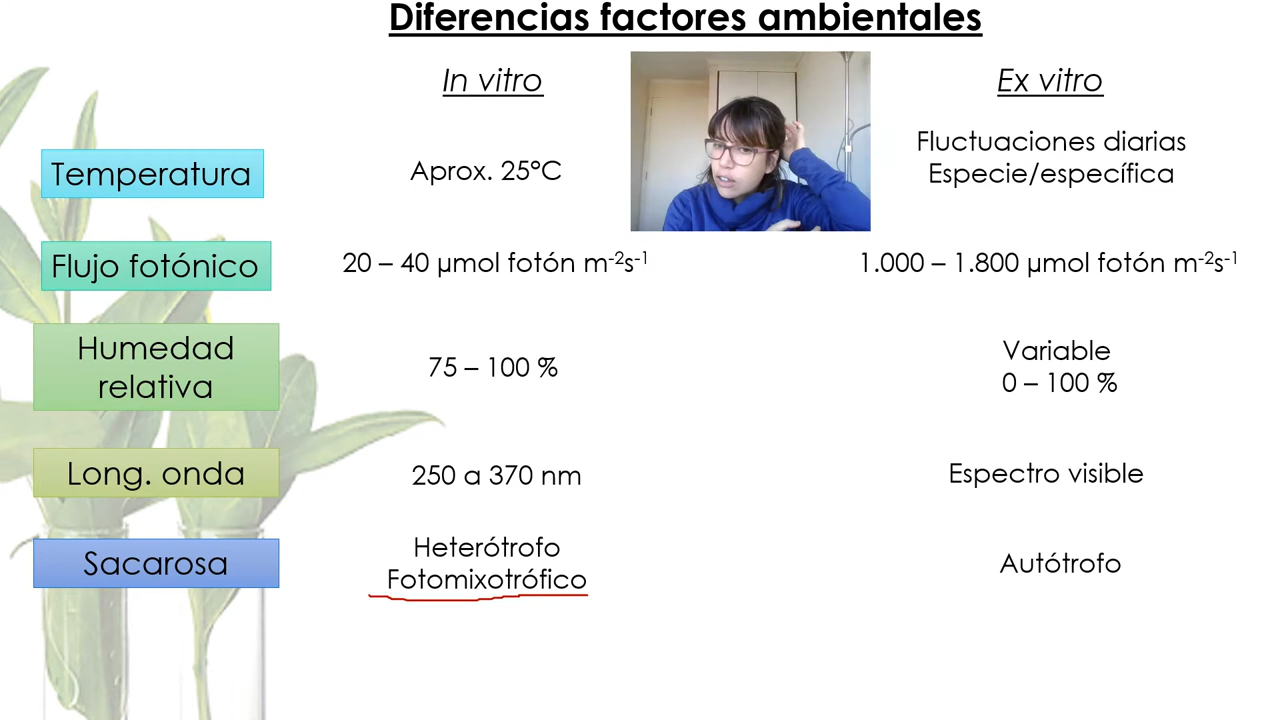 Diferencias factores ambientales
In vitro
Ex vitro
Temperatura
Aprox. 25°C
Fluctuaciones diarias
Especie/específica
Flujo fotónico
20 – 40 µmol fotón m-2s-1
1.000 – 1.800 µmol fotón m-2s-1
Humedad
relativa
75 – 100 %
Variable
0 – 100 %
Long. onda
250 a 370 nm
Espectro visible
Sacarosa
Heterótrofo
Fotomixotrófico
Autótrofo